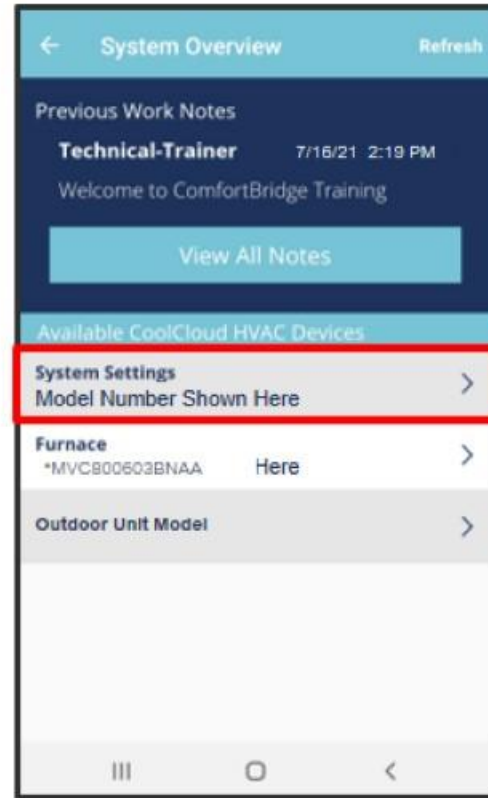 System Overview Refresh
Previous Work Notes
Technical-Trainer 7/16/21 2:19 PM
Welcome to ComfortBridge Training
View All Notes
Available CoolCloud HVAC Devices
System Settings
Model Number Shown Here
Furnace
*MVC800603BNAA Here
Outdoor Unit Model